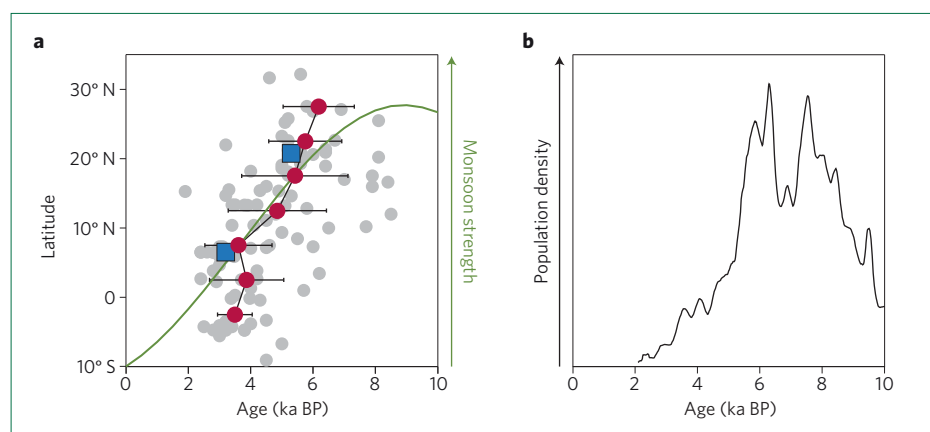 a
30° N
20° N
10° N
0
10° S
Latitude
0 2 4 6 8 10
Age (ka BP)
Monsoon strength
b
Population density
0 2 4 6 8 10
Age (ka BP)